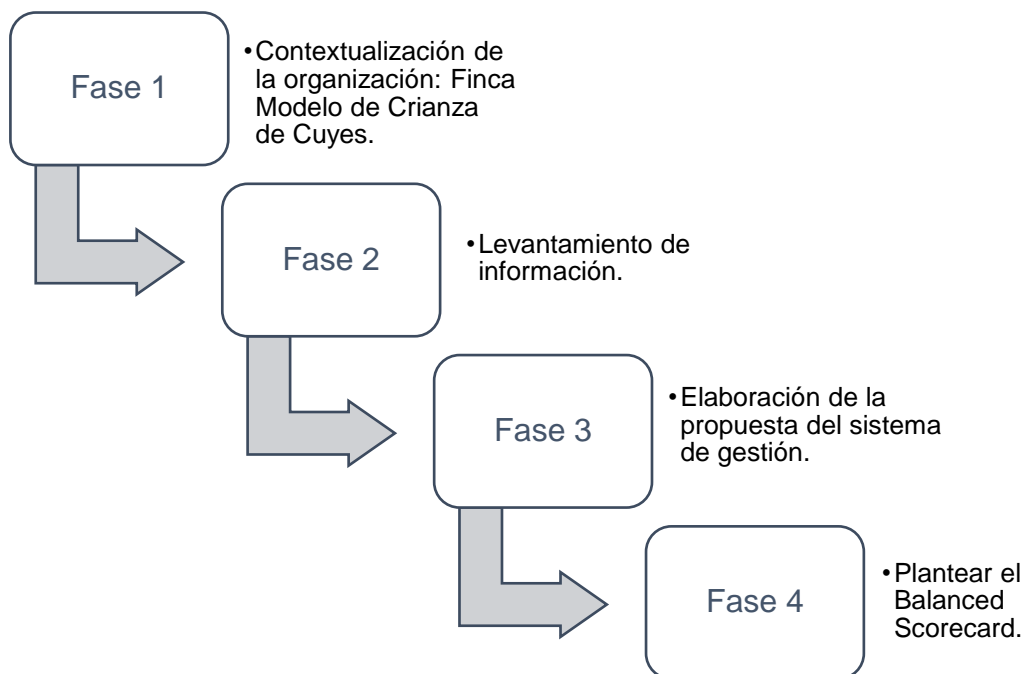 Fase 1
•Contextualización de
la organización: Finca
Modelo de Crianza
de Cuyes.
Fase 2
•Levantamiento de
información.
Fase 3
•Elaboración de la
propuesta del sistema
de gestión.
Fase 4
•Plantear el
Balanced
Scorecard.